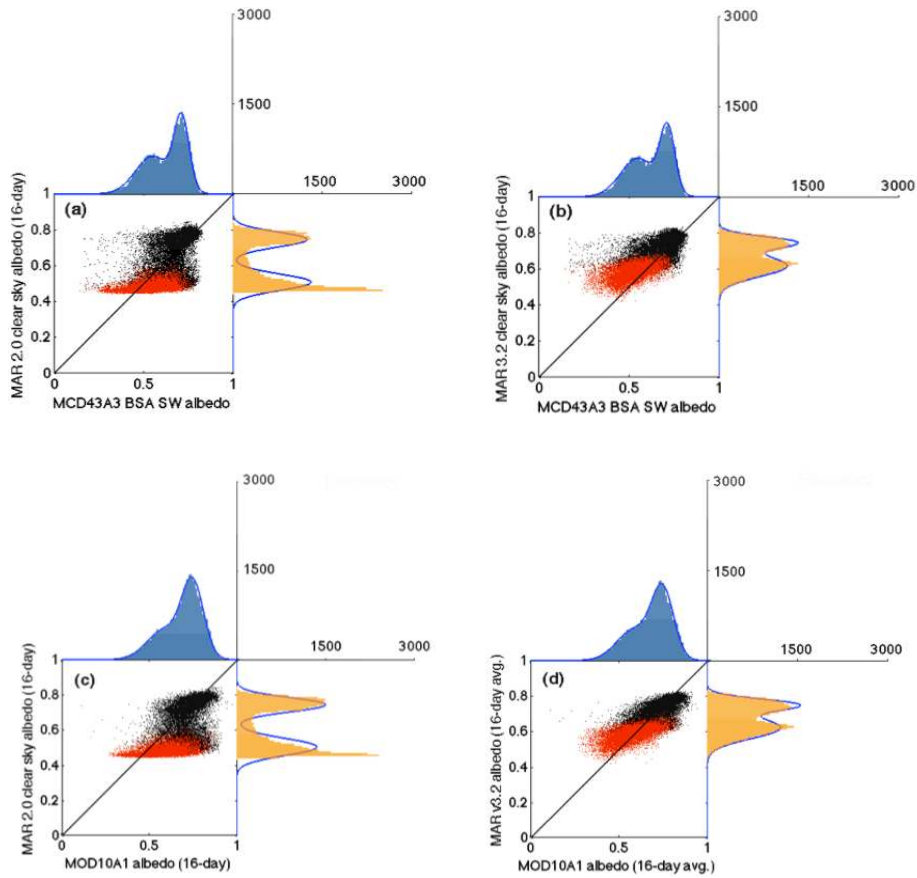 3000
1500
1500 3000
1
(a)
0.8
0.6
0.4
0.2
0
0 0.5 1
MAR 2.0 clear sky albedo (16-day)
MCD43A3 BSA SW albedo
3000
1500
1500 3000
1
(b)
0.8
0.6
0.4
0.2
0
0 0.5 1
MAR 3.2 clear sky albedo (16-day)
MCD43A3 BSA SW albedo
3000
1500
1500 3000
1
(c)
0.8
0.6
0.4
0.2
0
0 0.5 1
MAR 2.0 clear sky albedo (16-day)
MOD10A1 albedo (16-day)
3000
1500
1500 3000
1
(d)
0.8
0.6
0.4
0.2
0
0 0.5 1
MAR v3.2 albedo (16-day avg.)
MOD10A1 albedo (16-day avg.)